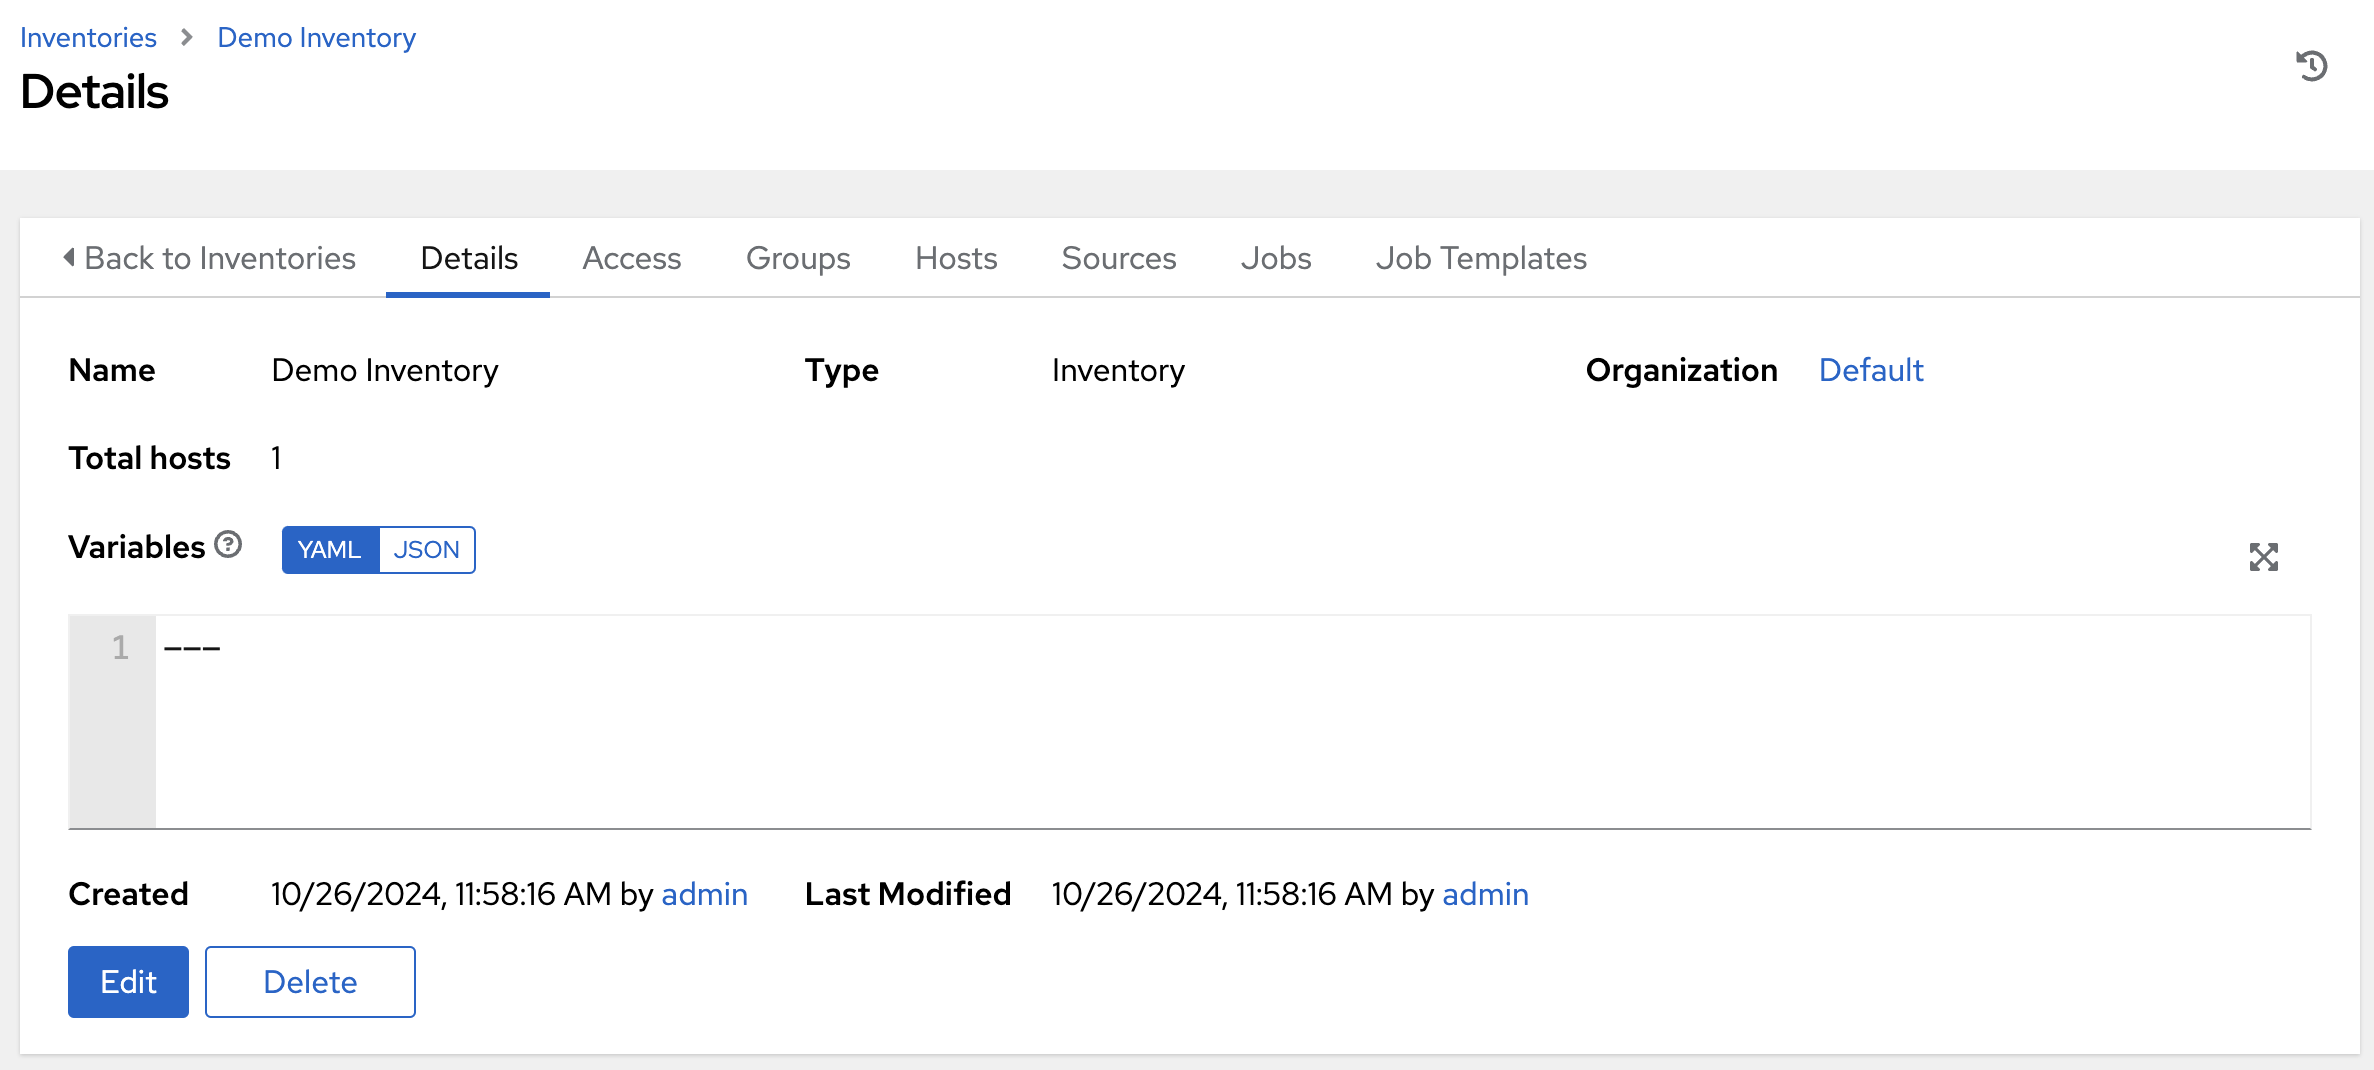 Inventories > Demo Inventory
Details
Back to Inventories Details Access Groups Hosts Sources Jobs Job Templates
Name Demo Inventory Type Inventory Organization Default
Total hosts 1
Variables YAML JSON
1 ---
Created 10/26/2024, 11:58:16 AM by admin Last Modified 10/26/2024, 11:58:16 AM by admin
Edit Delete